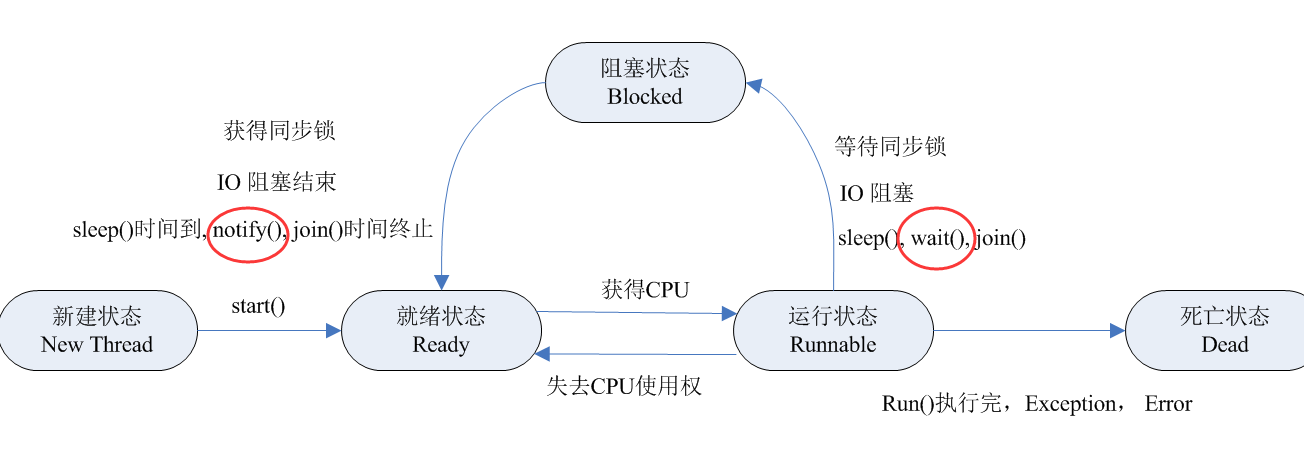 阻塞状态
Blocked
获得同步锁
IO 阻塞结束
sleep()时间到, notify(), join()时间终止
等待同步锁
IO 阻塞
sleep(), wait(), join()
新建状态
New Thread
start()
就绪状态
Ready
获得CPU
失去CPU使用权
运行状态
Runnable
死亡状态
Dead
Run()执行完，Exception， Error